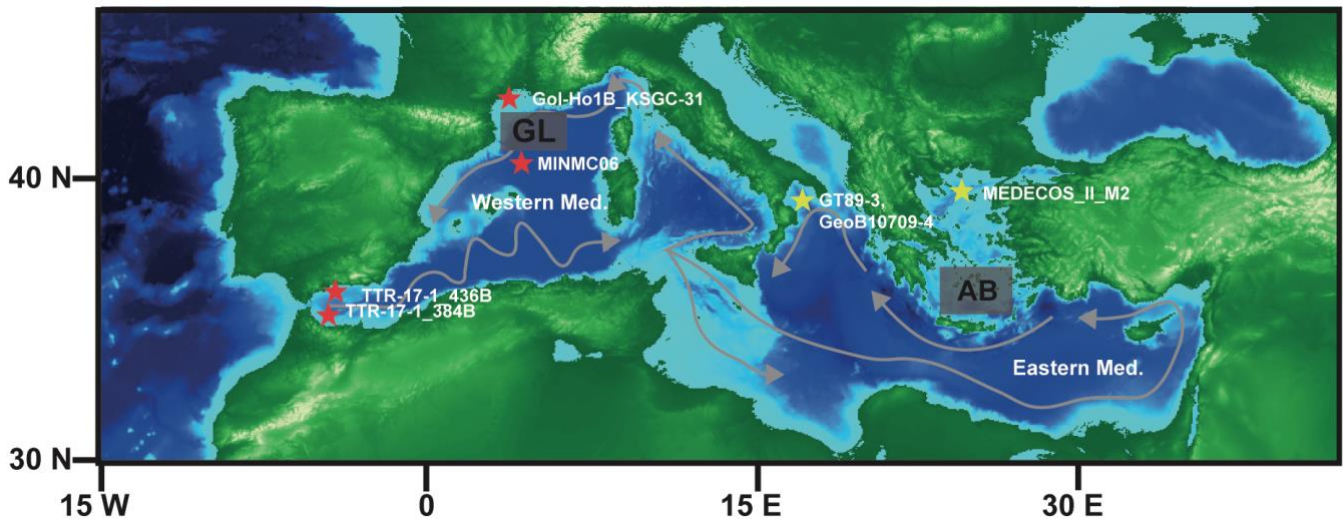 Gol-Ho1B_KSGC-31
GL
MINMC06
40 N
Western Med.
GT89-3,
GeoB10709-4
MEDECOS_II_M2
TTR-17-1_436B
TTR-17-1_384B
AB
Eastern Med.
30 N
15 W
0
15 E
30 E